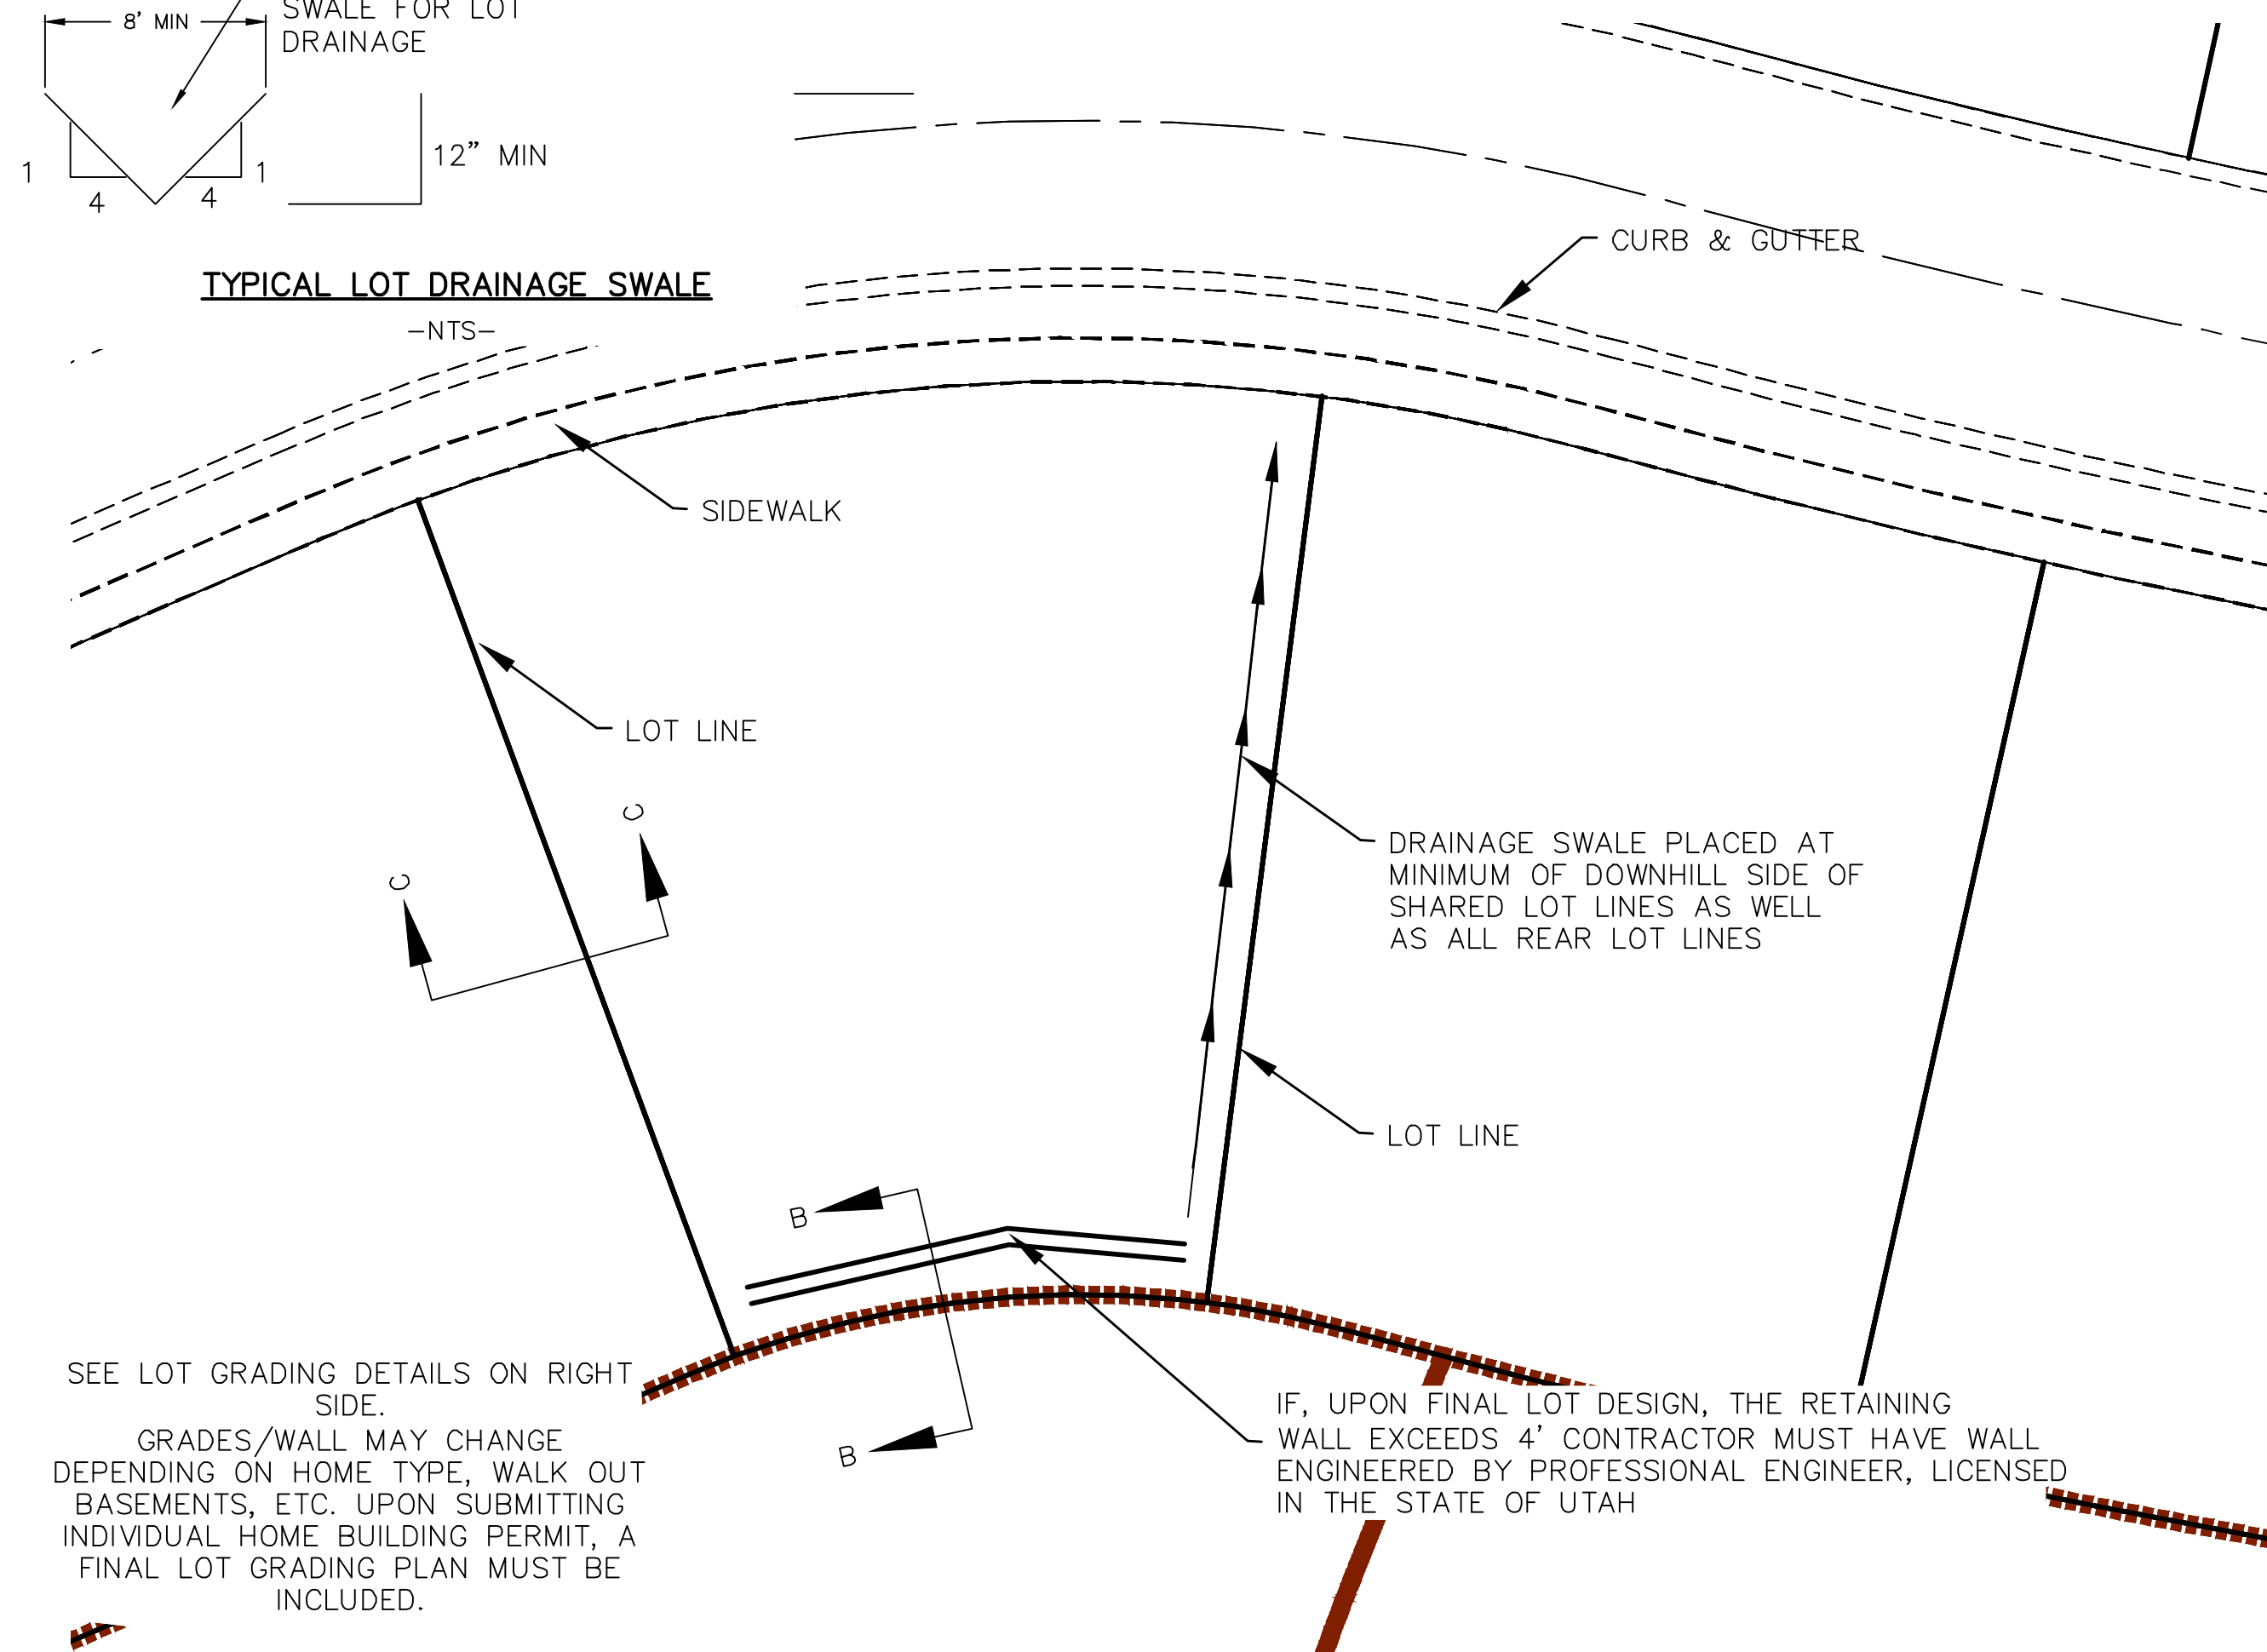 8' MIN
SWALE FOR LOT
DRAINAGE
12" MIN
1
4
4
1
TYPICAL LOT DRAINAGE SWALE
-NTS-
CURB & GUTTER
SIDEWALK
LOT LINE
C
C
DRAINAGE SWALE PLACED AT
MINIMUM OF DOWNHILL SIDE OF
SHARED LOT LINES AS WELL
AS ALL REAR LOT LINES
LOT LINE
B
B
SEE LOT GRADING DETAILS ON RIGHT
SIDE.
GRADES/WALL MAY CHANGE
DEPENDING ON HOME TYPE, WALK OUT
BASEMENTS, ETC. UPON SUBMITTING
INDIVIDUAL HOME BUILDING PERMIT, A
FINAL LOT GRADING PLAN MUST BE
INCLUDED.
IF, UPON FINAL LOT DESIGN, THE RETAINING
WALL EXCEEDS 4' CONTRACTOR MUST HAVE WALL
ENGINEERED BY PROFESSIONAL ENGINEER, LICENSED
IN THE STATE OF UTAH